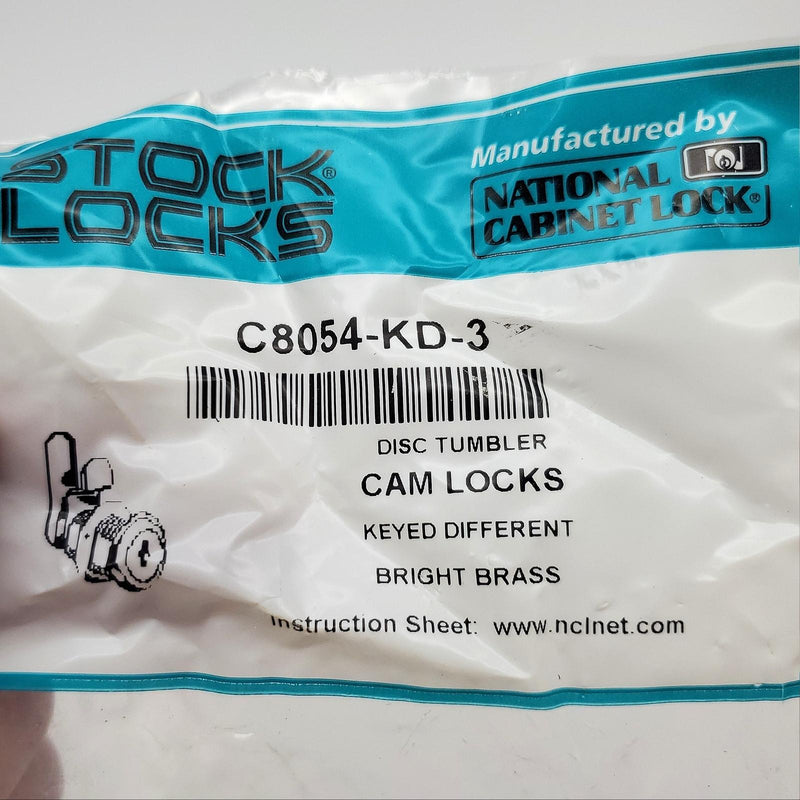 STOCK®
LOCKS
Manufactured by
NATIONAL
CABINET LOCK®
C8054-KD-3
DISC TUMBLER
CAM LOCKS
KEYED DIFFERENT
BRIGHT BRASS
Instruction Sheet: www.nclnet.com